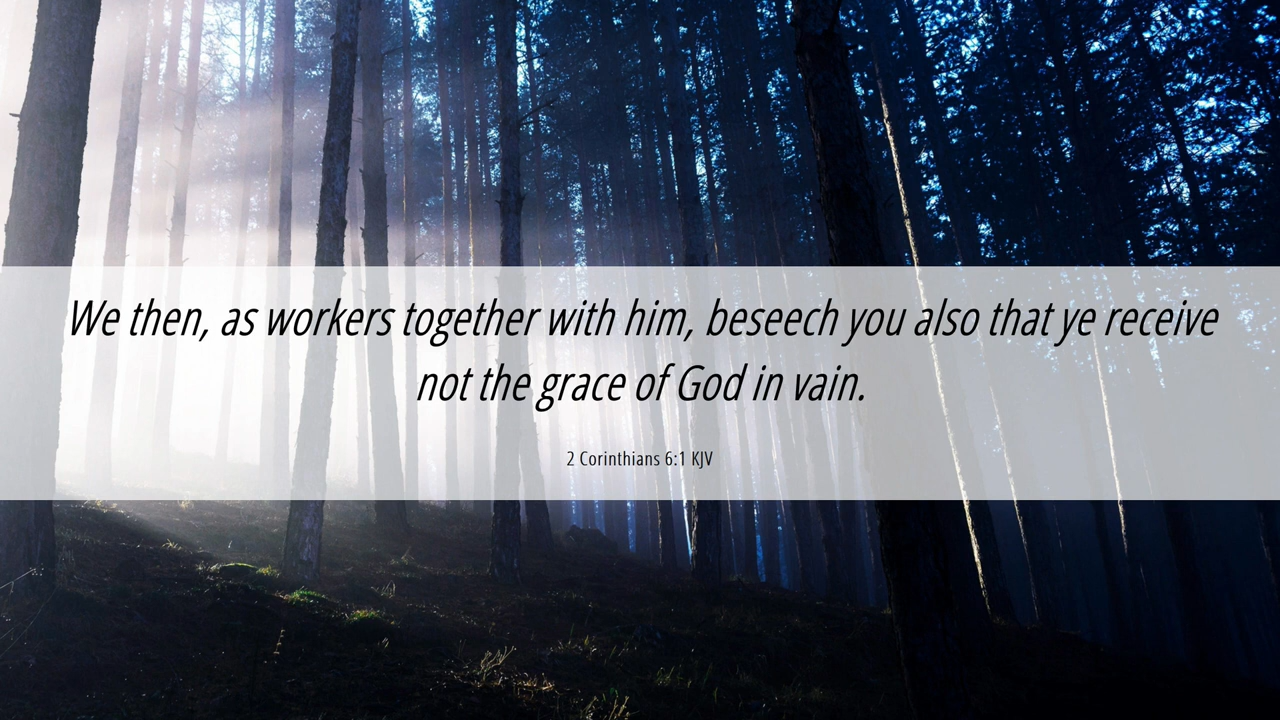 We then, as workers together with him, beseech you also that ye receive
not the grace of God in vain.
2 Corinthians 6:1 KJV